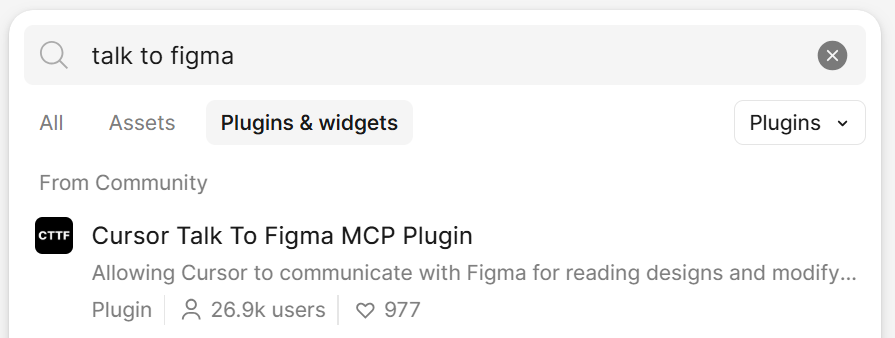 talk to figma
All Assets Plugins & widgets Plugins
From Community
CTTF Cursor Talk To Figma MCP Plugin
Allowing Cursor to communicate with Figma for reading designs and modify...
Plugin 26.9k users 977